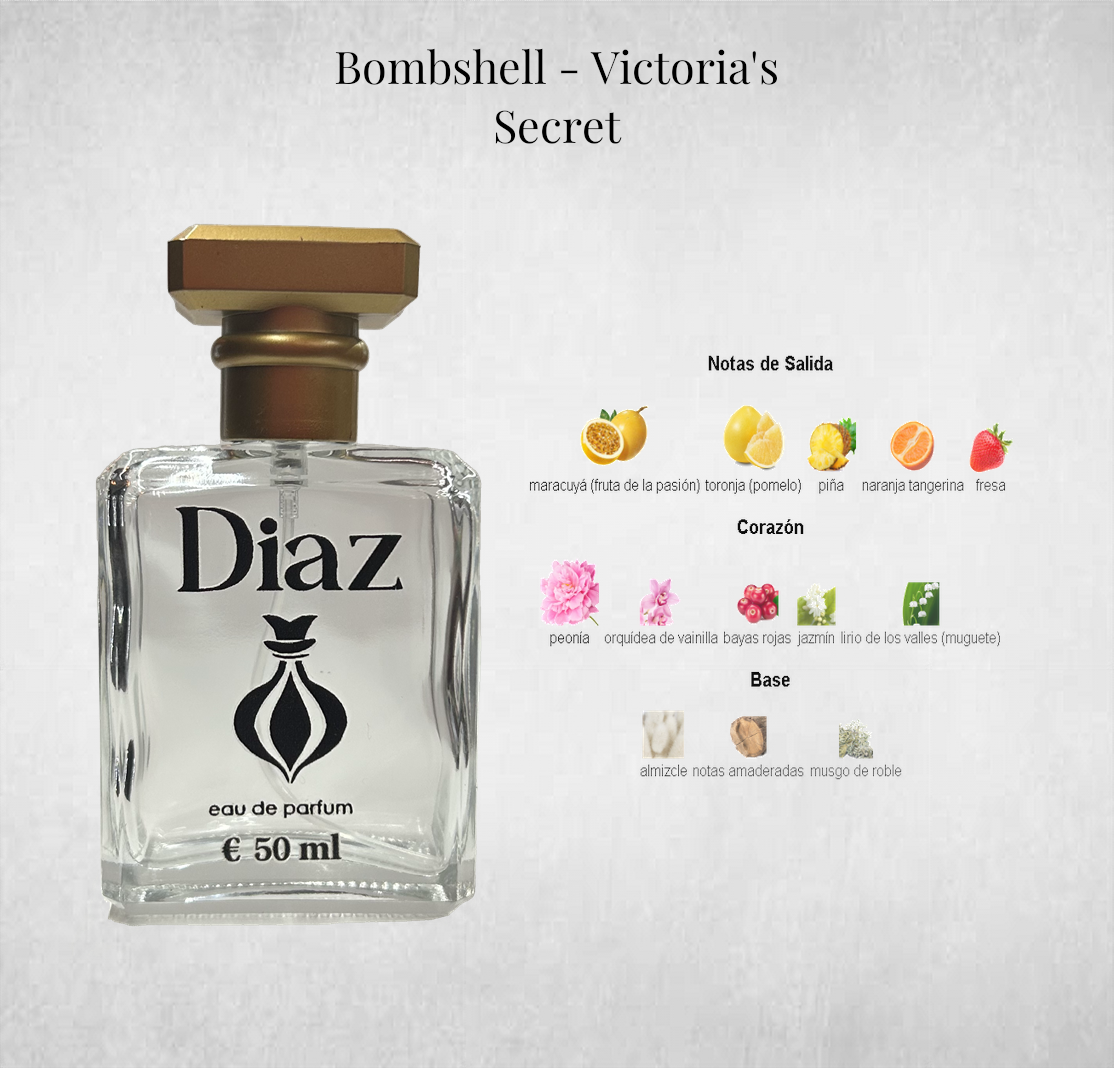 Bombshell - Victoria's
Secret
Diaz
eau de parfum
€ 50 ml
Notas de Salida
maracuyá (fruta de la pasión) toronja (pomelo) piña naranja tangerina fresa
Corazón
peonía orquídea de vainilla bayas rojas jazmín lirio de los valles (muguete)
Base
almizcle notas amaderadas musgo de roble